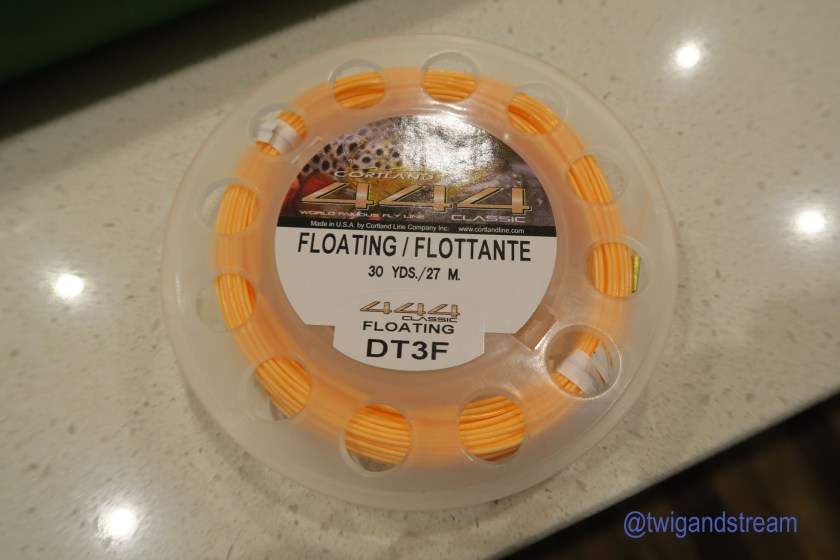 CORTLAND
444
WORLD FAMOUS FLY LINE CLASSIC
Made in U.S.A. by Cortland Line Company Inc. www.cortlandline.com
FLOATING / FLOTTANTE
30 YDS./27 M.
444
CLASSIC
FLOATING
DT3F
@twigandstream